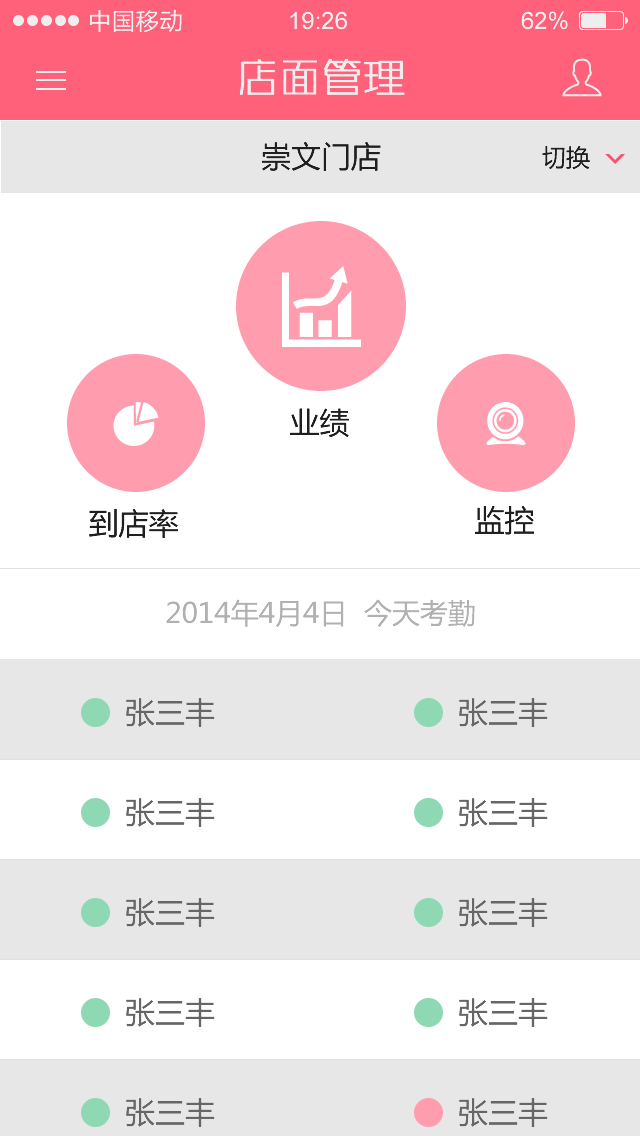 中国移动 19:26 62%
店面管理
崇文门店 切换
业绩
到店率 监控
2014年4月4日 今天考勤
张三丰 张三丰
张三丰 张三丰
张三丰 张三丰
张三丰 张三丰
张三丰 张三丰